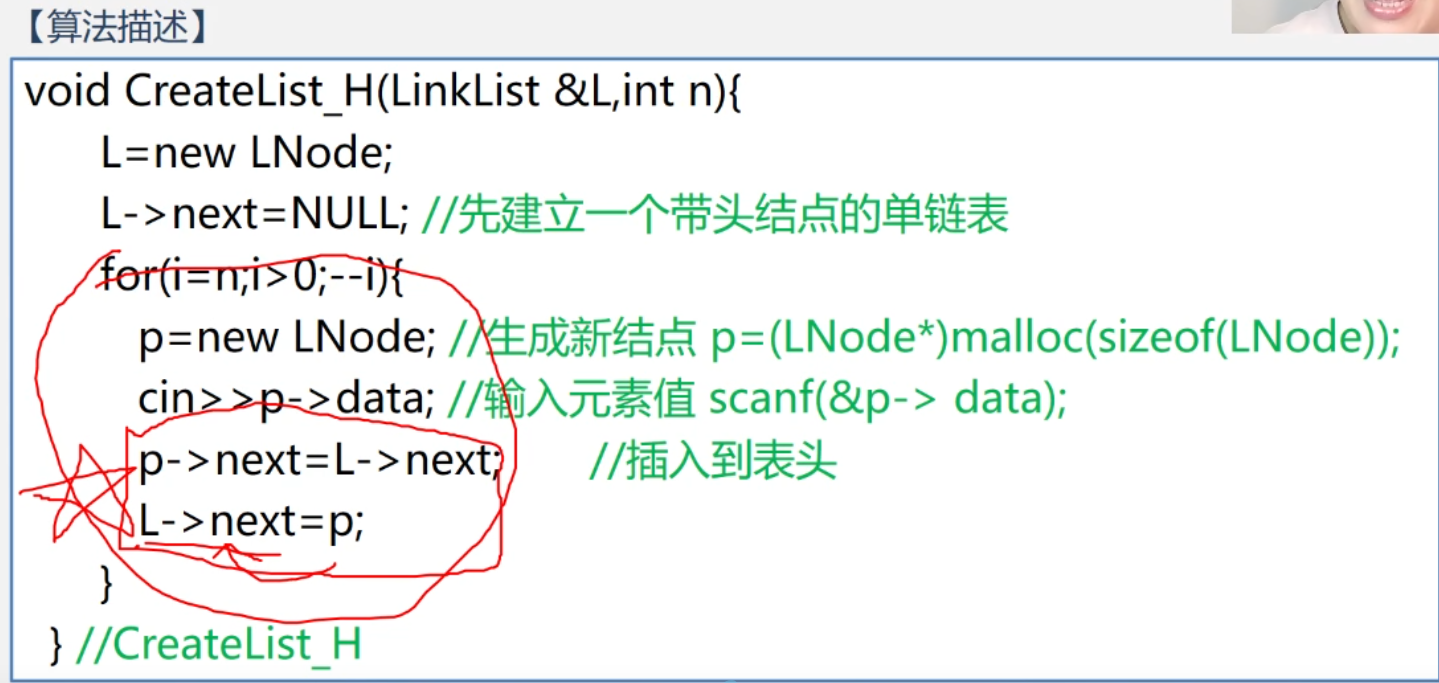 【算法描述】
void CreateList_H(LinkList &L,int n){
L=new LNode;
L->next=NULL; //先建立一个带头结点的单链表
for(i=n;i>0;--i){
p=new LNode; //生成新结点 p=(LNode*)malloc(sizeof(LNode));
cin>>p->data; //输入元素值 scanf(&p-> data);
p->next=L->next; //插入到表头
L->next=p;
}
} //CreateList_H